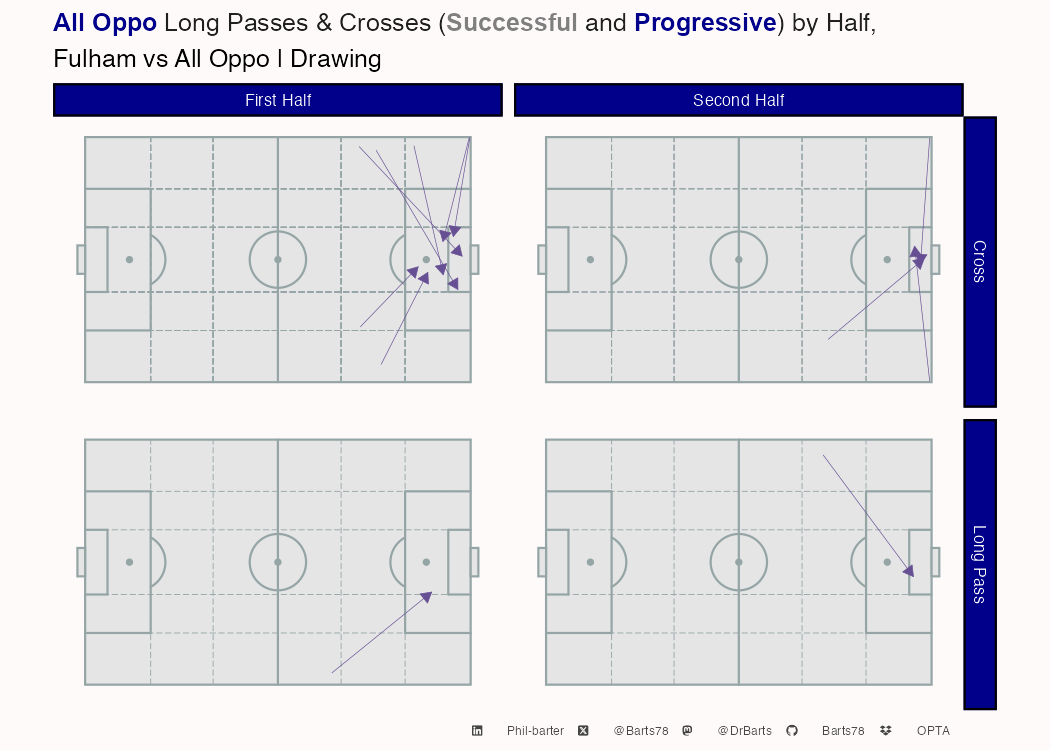 All Oppo Long Passes & Crosses (Successful and Progressive) by Half,
Fulham vs All Oppo | Drawing
First Half
Second Half
Cross
Long Pass
Phil-barter @Barts78 @DrBarts Barts78 OPTA